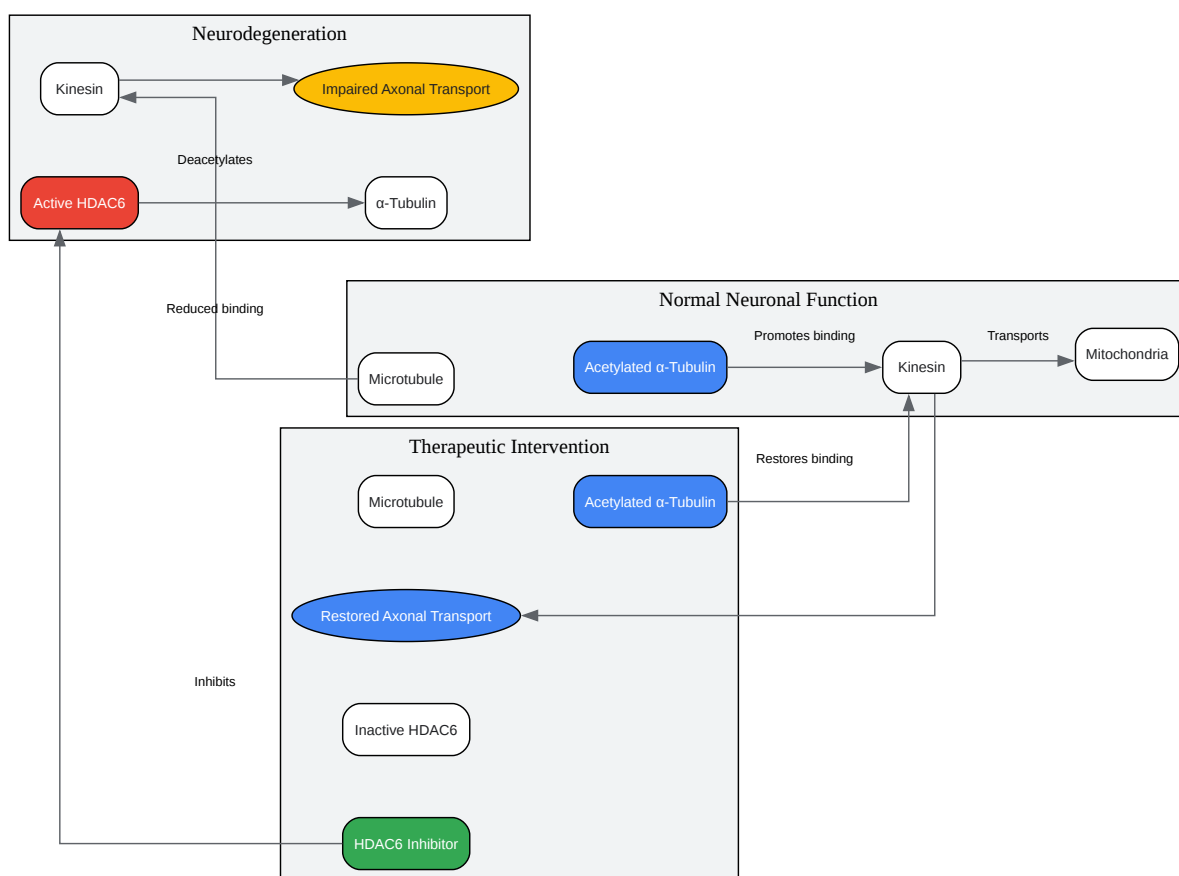 Neurodegeneration
Kinesin
Impaired Axonal Transport
Deacetylates
Active HDAC6
α-Tubulin
Reduced binding
Normal Neuronal Function
Promotes binding
Transports
Microtubule
Acetylated α-Tubulin
Kinesin
Mitochondria
Therapeutic Intervention
Restores binding
Microtubule
Acetylated α-Tubulin
Restored Axonal Transport
Inhibits
Inactive HDAC6
HDAC6 Inhibitor